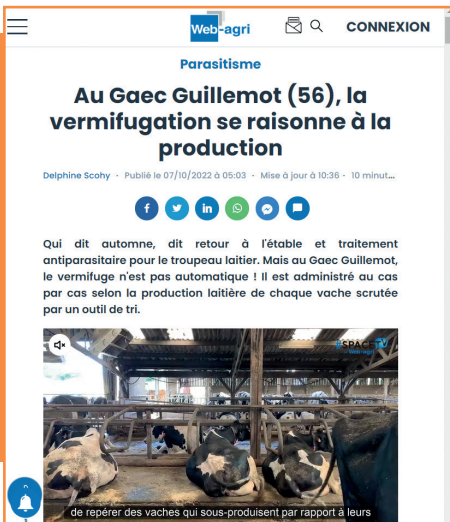 Web-agri
CONNEXION
Parasitisme
Au Gaec Guillemot (56), la
vermifugation se raisonne à la
production
Delphine Scohy · Publié le 07/10/2022 à 05:03 · Mise à jour à 10:36 · 10 minut...
Qui dit automne, dit retour à l'étable et traitement
antiparasitaire pour le troupeau laitier. Mais au Gaec Guillemot,
le vermifuge n'est pas automatique ! Il est administré au cas
par cas selon la production laitière de chaque vache scrutée
par un outil de tri.
#SPACETV
Web-agri
de repérer des vaches qui sous-produisent par rapport à leurs